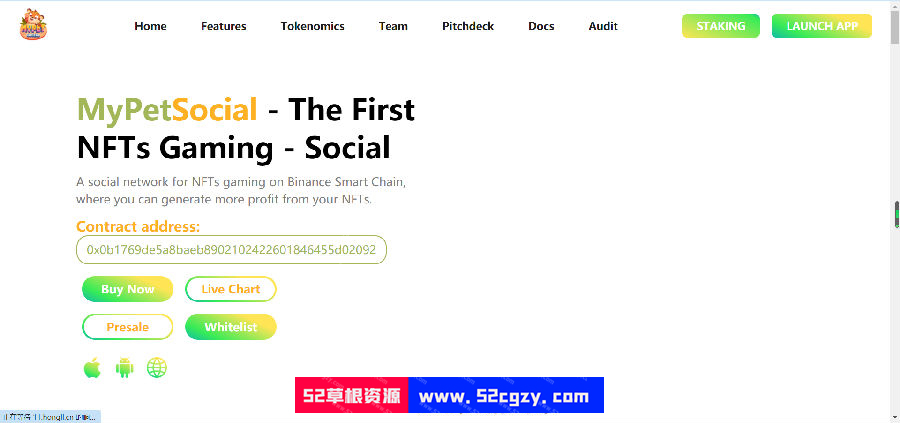 Home Features Tokenomics Team Pitchdeck Docs Audit STAKING LAUNCH APP
MyPetSocial - The First
NFTs Gaming - Social
A social network for NFTs gaming on Binance Smart Chain,
where you can generate more profit from your NFTs.
Contract address:
0x0b1769de5a8baeb8902102422601846455d02092
Buy Now Live Chart
Presale Whitelist
52草根资源 www.52cgzy.com